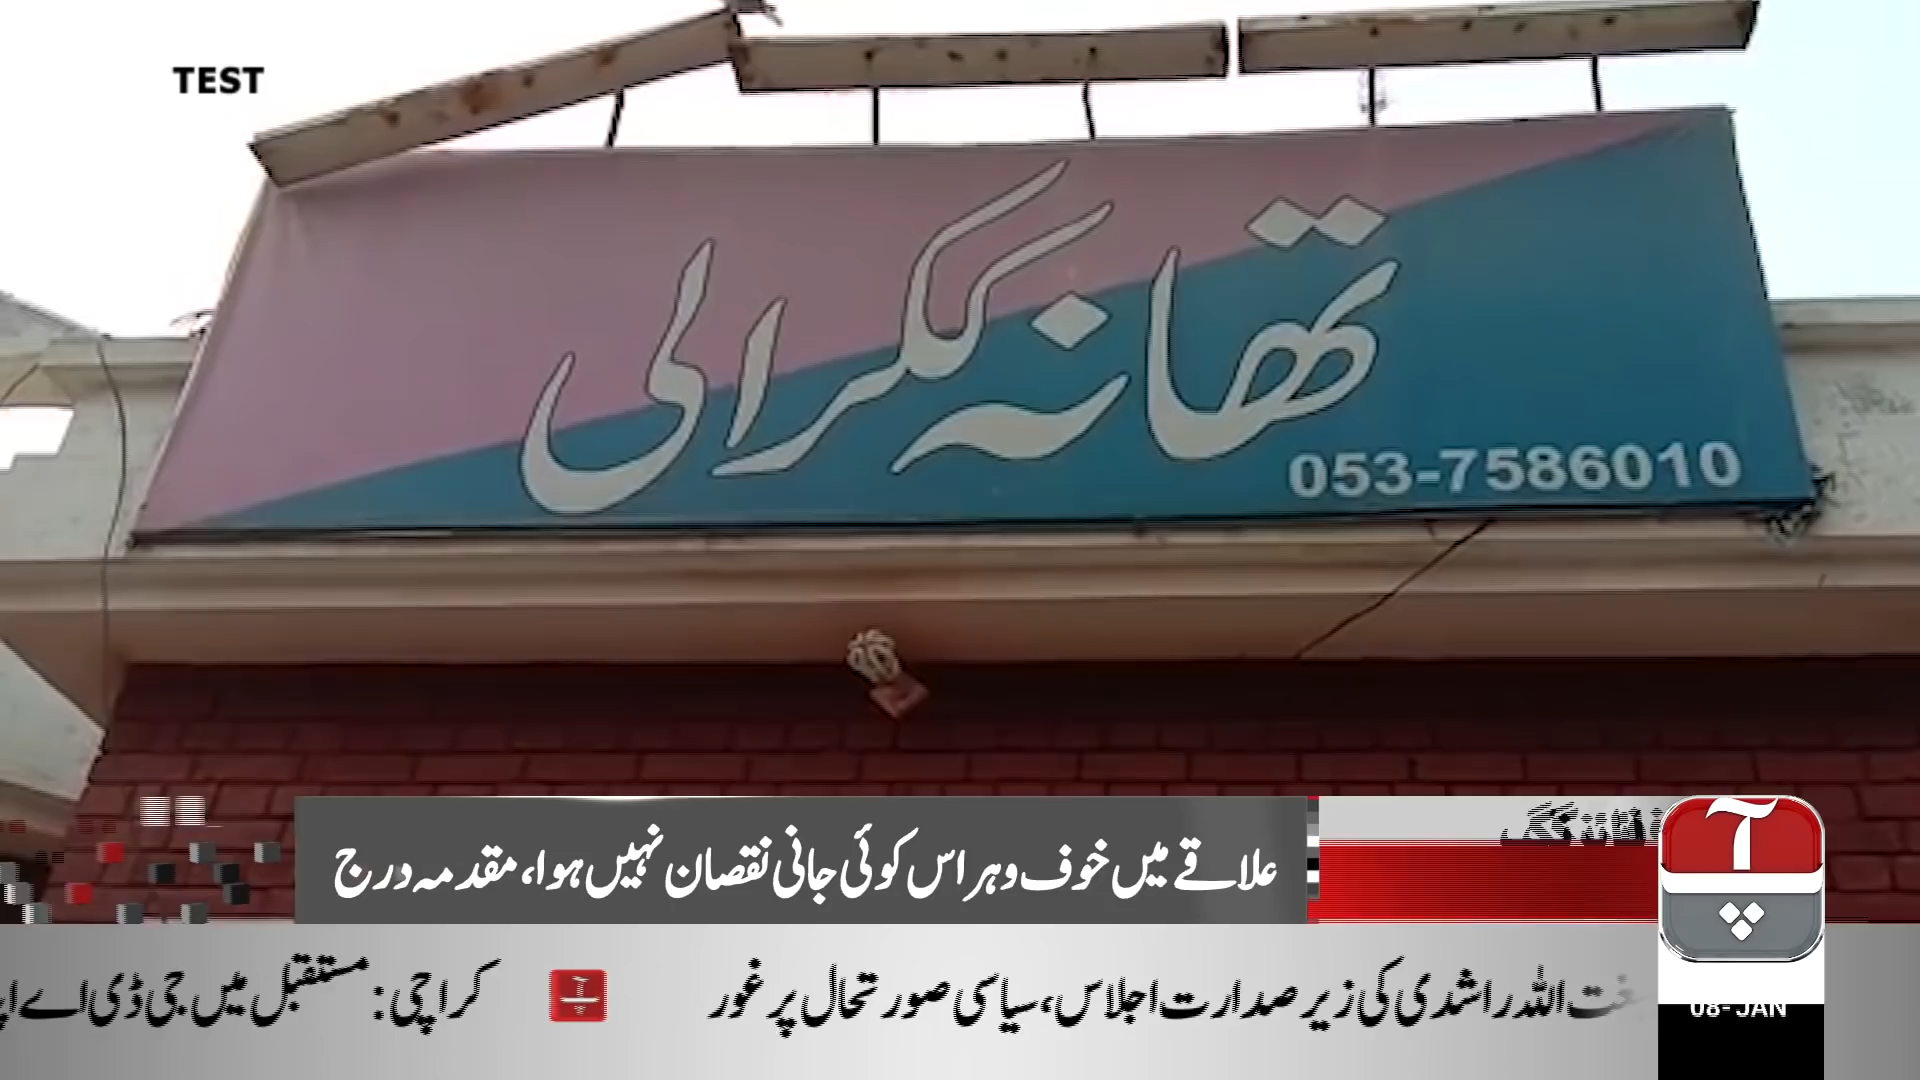 TEST
تھانہ ککرالی
053-7586010
علاقے میں خوف و ہراس کوئی جانی نقصان نہیں ہوا، مقدمہ درج
اللہ راشدی کی زیر صدارت اجلاس، سیاسی صورتحال پر غور
کراچی: مستقبل میں جی ڈی اے
08- JAN